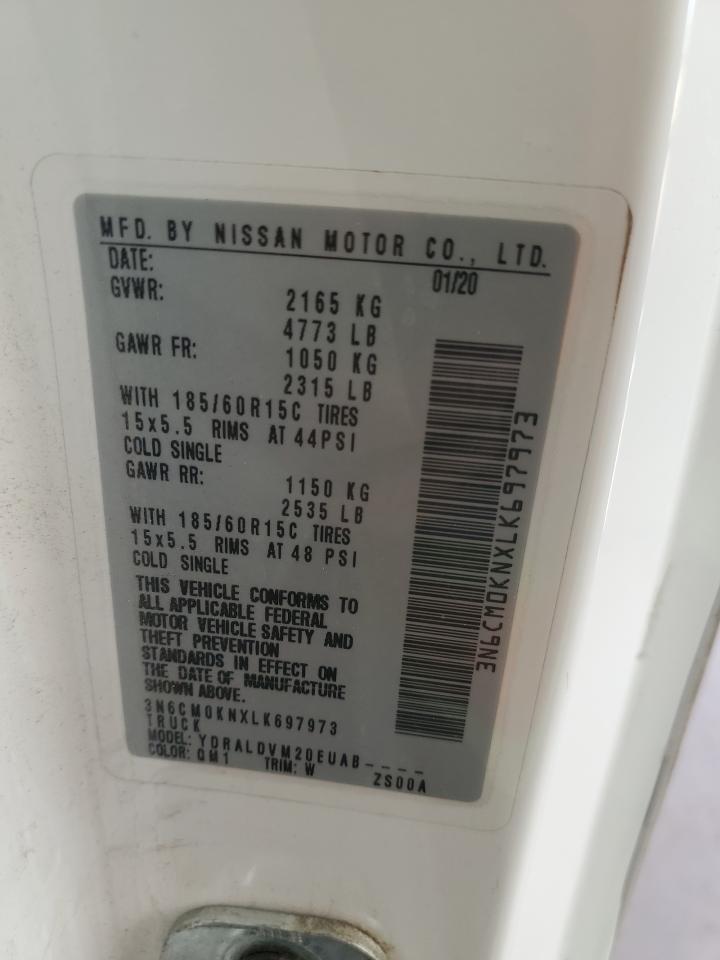 MFD. BY NISSAN MOTOR CO., LTD.
DATE: 01/20
GVWR: 2165 KG
4773 LB
GAWR FR: 1050 KG
2315 LB
WITH 185/60R15C TIRES
15x5.5 RIMS AT 44PSI
COLD SINGLE
GAWR RR: 1150 KG
2535 LB
WITH 185/60R15C TIRES
15x5.5 RIMS AT 48 PSI
COLD SINGLE
THIS VEHICLE CONFORMS TO
ALL APPLICABLE FEDERAL
MOTOR VEHICLE SAFETY AND
THEFT PREVENTION
STANDARDS IN EFFECT ON
THE DATE OF MANUFACTURE
SHOWN ABOVE.
3N6CM0KNXLK697973
TRUCK
MODEL: YDRALDVM20EUAB----
COLOR: QM1 TRIM: W ZS00A
3N6CM0KNXLK697973